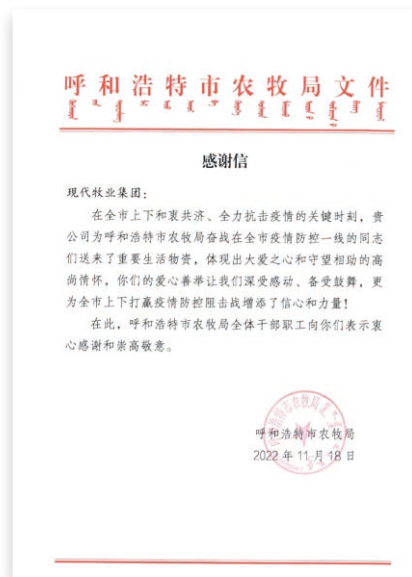 呼和浩特市农牧局文件
感谢信
现代牧业集团：
在全市上下和衷共济、全力抗击疫情的关键时刻，贵
公司为呼和浩特市农牧局奋战在全市疫情防控一线的同志
们送来了重要生活物资，体现出大爱之心和守望相助的高
尚情怀，你们的爱心善举让我们深受感动、备受鼓舞，更
为全市上下打赢疫情防控阻击战增添了信心和力量！
在此，呼和浩特市农牧局全体干部职工向你们表示衷
心感谢和崇高敬意。
呼和浩特市农牧局
2022年11月18日